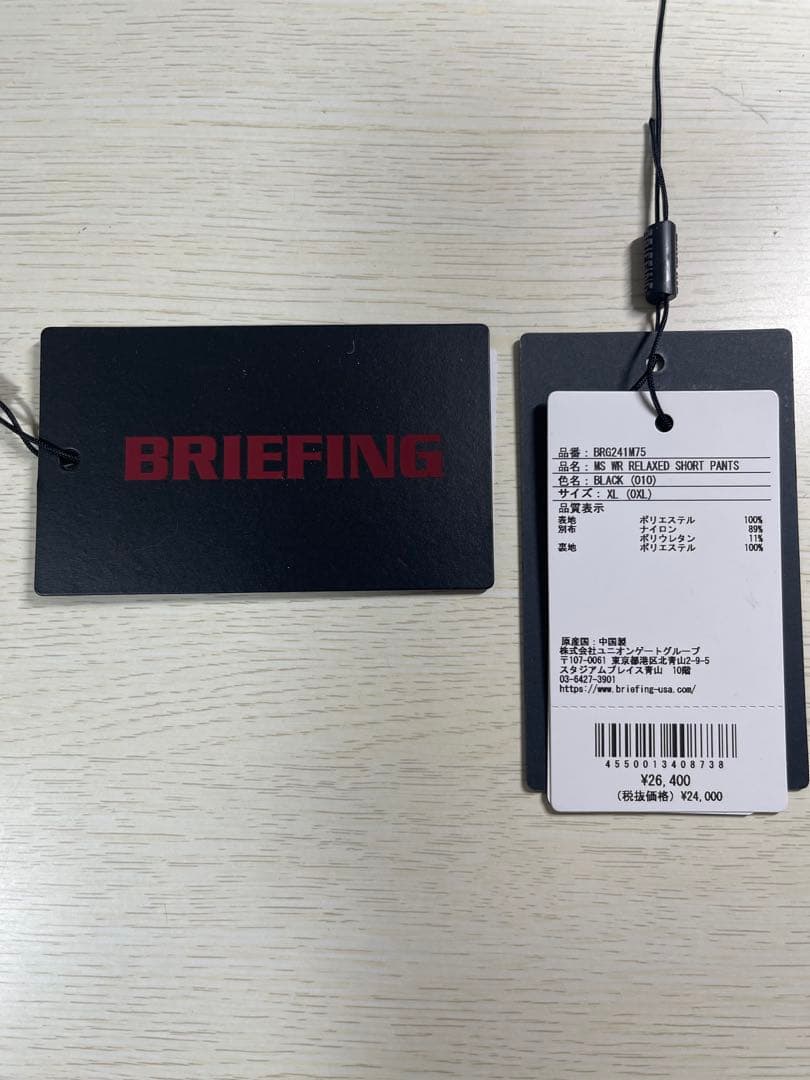 BRIEFING
品番: BRG241M75
品名: MS WR RELAXED SHORT PANTS
色名: BLACK (010)
サイズ: XL (0XL)
品質表示
表地 ポリエステル 100%
別布 ナイロン 89%
ポリウレタン 11%
裏地 ポリエステル 100%
原産国:中国製
株式会社ユニオンゲートグループ
〒107-0061 東京都港区北青山2-9-5
スタジアムプレイス青山 10階
03-6427-3901
https://www.briefing-usa.com/
4550013408738
¥26,400
(税抜価格) ¥24,000